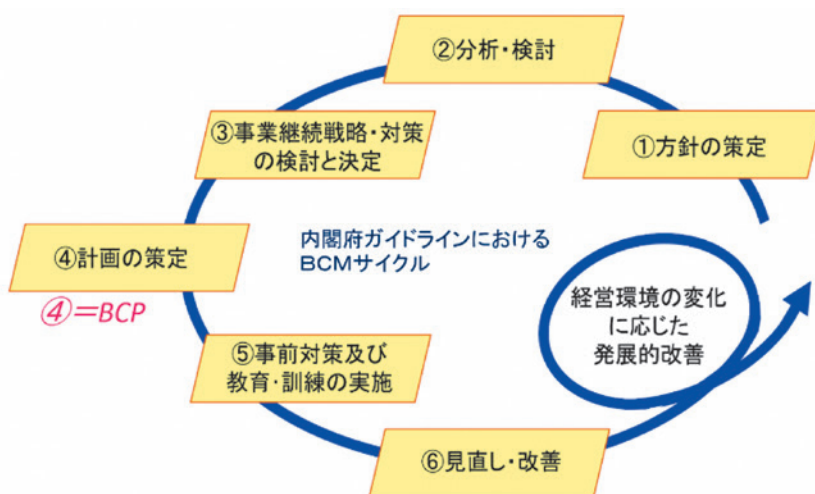 ②分析・検討
①方針の策定
③事業継続戦略・対策
の検討と決定
④計画の策定
④＝BCP
内閣府ガイドラインにおける
BCMサイクル
経営環境の変化
に応じた
発展的改善
⑤事前対策及び
教育・訓練の実施
⑥見直し・改善